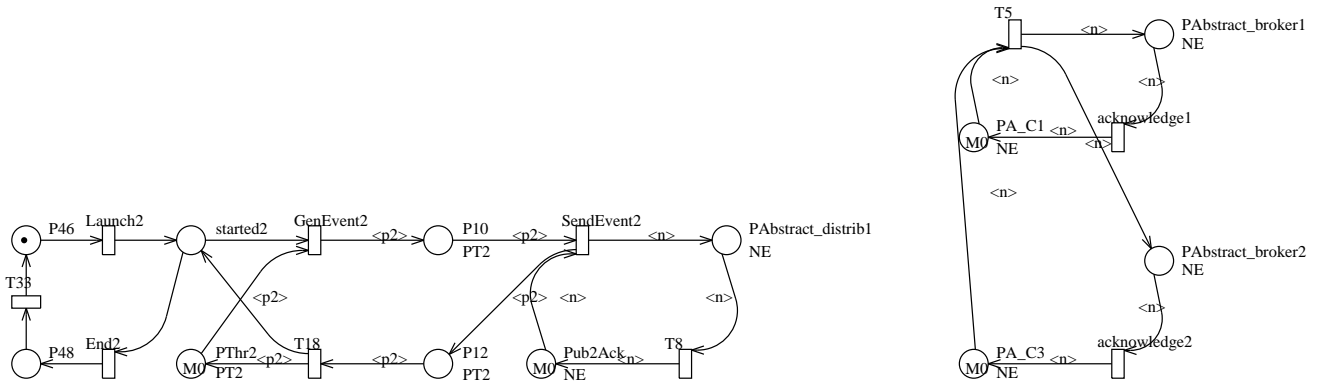 T5
<n>
PAbstract_broker1
NE
<n>
<n>
acknowledge1
M0
PA_C1
<n>
NE
<n>
<n>
P46
Launch2
started2
GenEvent2
<p2>
P10
PT2
<p2>
SendEvent2
<n>
PAbstract_distrib1
NE
PAbstract_broker2
NE
T33
<p2>
<p2>
<n>
<n>
<n>
P48
End2
M0
PThr2
PT2
<p2>
T18
<p2>
P12
PT2
M0
Pub2Ack
NE
<n>
T8
M0
PA_C3
NE
<n>
acknowledge2